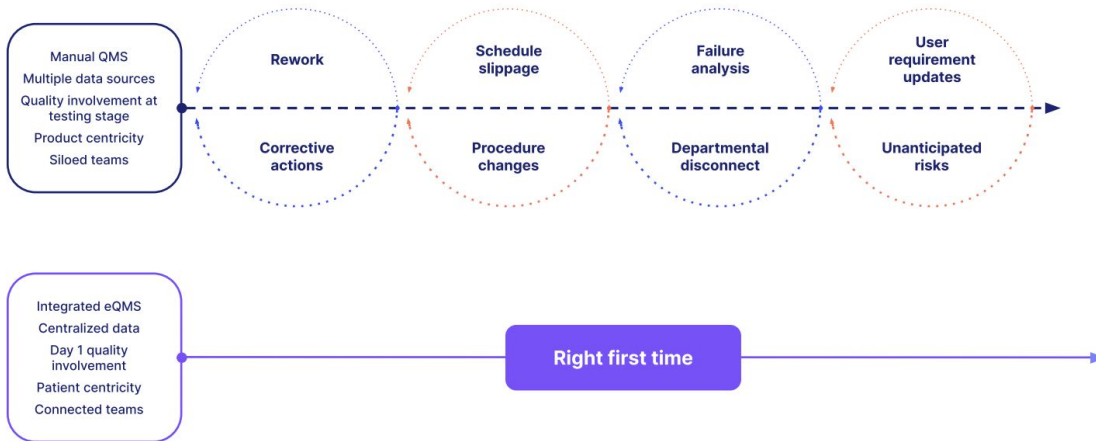 Manual QMS
Multiple data sources
Quality involvement at
testing stage
Product centricity
Siloed teams
Rework
Corrective
actions
Schedule
slippage
Procedure
changes
Failure
analysis
Departmental
disconnect
User
requirement
updates
Unanticipated
risks
Integrated eQMS
Centralized data
Day 1 quality
involvement
Patient centricity
Connected teams
Right first time